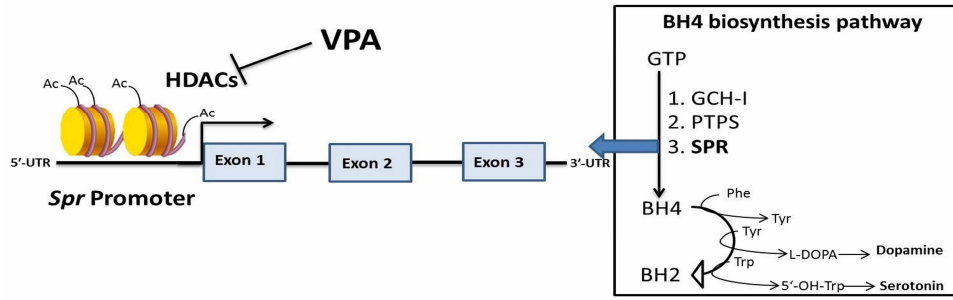 VPA
HDACs
Ac
Ac
Ac
Ac
5'-UTR
Exon 1
Exon 2
Exon 3
3'-UTR
Spr Promoter
BH4 biosynthesis pathway
GTP
1. GCH-I
2. PTPS
3. SPR
BH4
Phe
Tyr
Tyr
L-DOPA
Dopamine
Trp
BH2
5'-OH-Trp
Serotonin